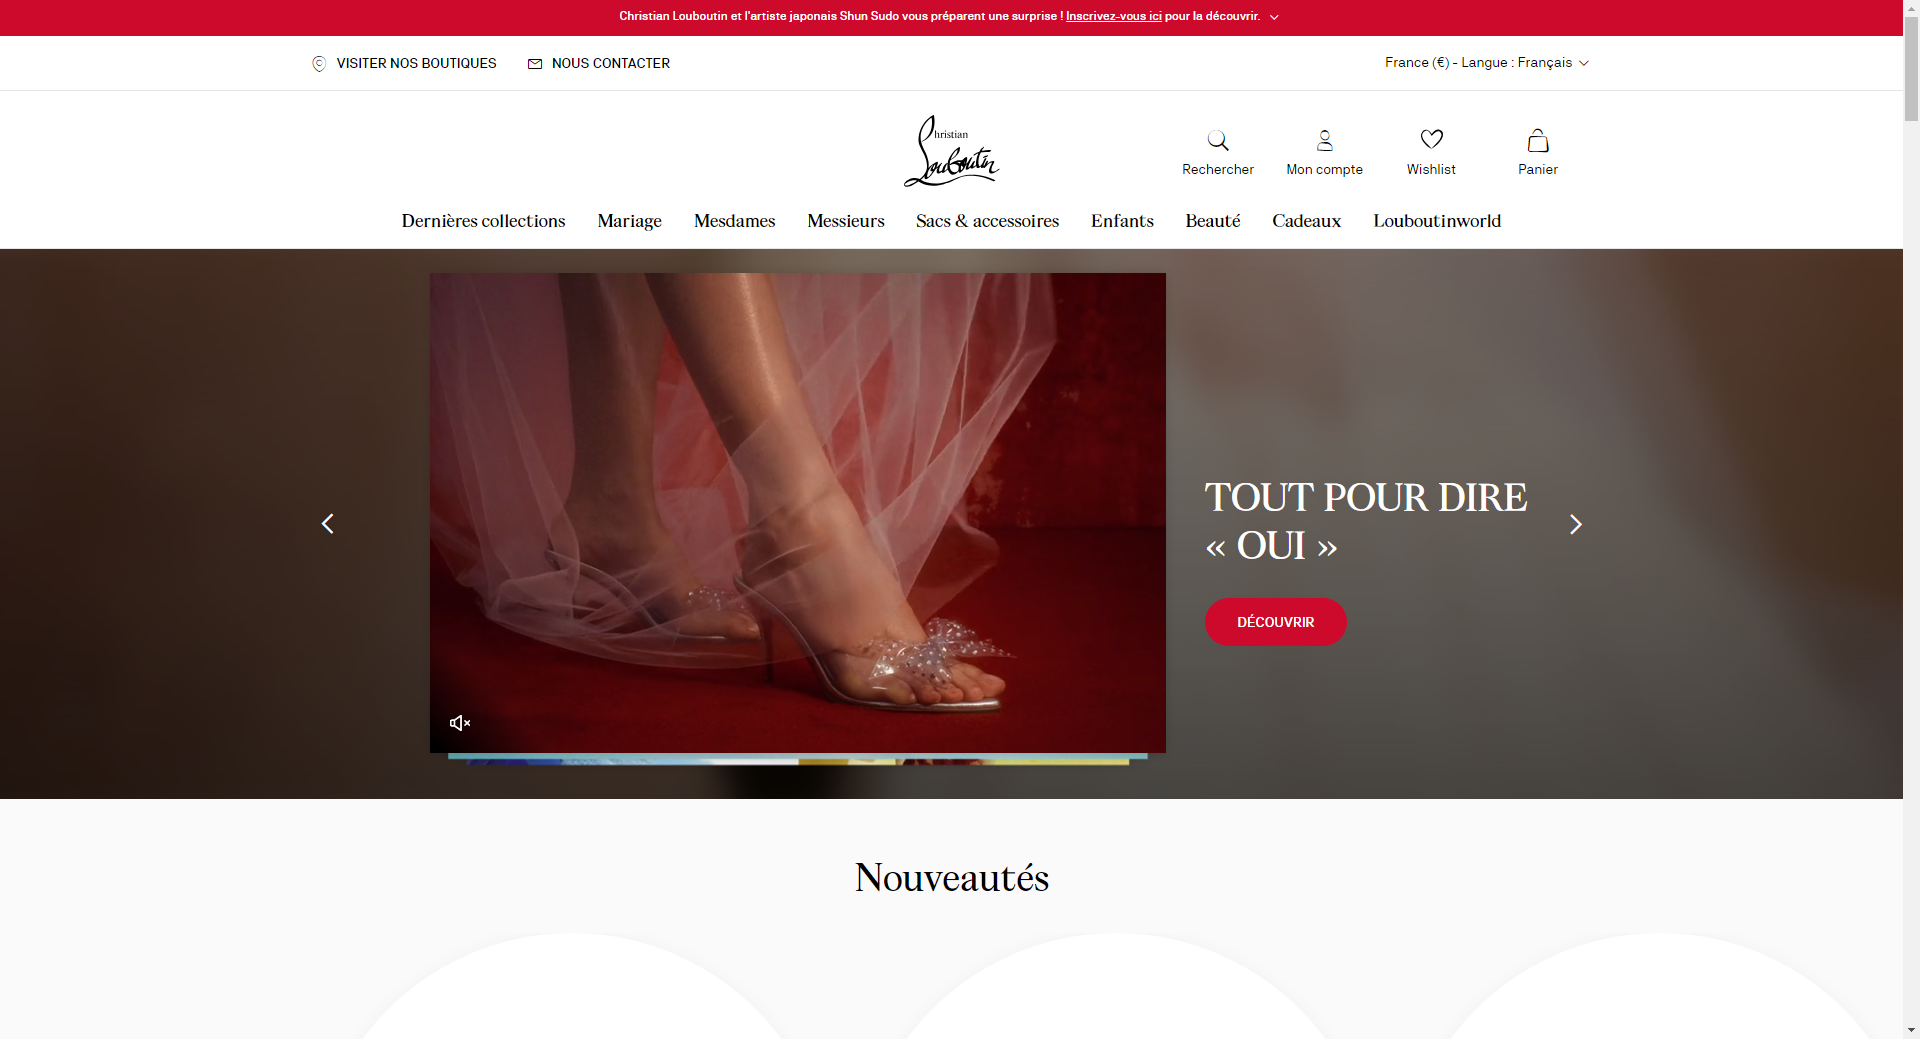 Christian Louboutin et l'artiste japonais Shun Sudo vous préparent une surprise ! Inscrivez-vous ici pour la découvrir.
VISITER NOS BOUTIQUES
NOUS CONTACTER
France (€) - Langue : Français
Christian
Louboutin
Rechercher
Mon compte
Wishlist
Panier
Dernières collections
Mariage
Mesdames
Messieurs
Sacs & accessoires
Enfants
Beauté
Cadeaux
Louboutinworld
TOUT POUR DIRE
« OUI »
DÉCOUVRIR
Nouveautés